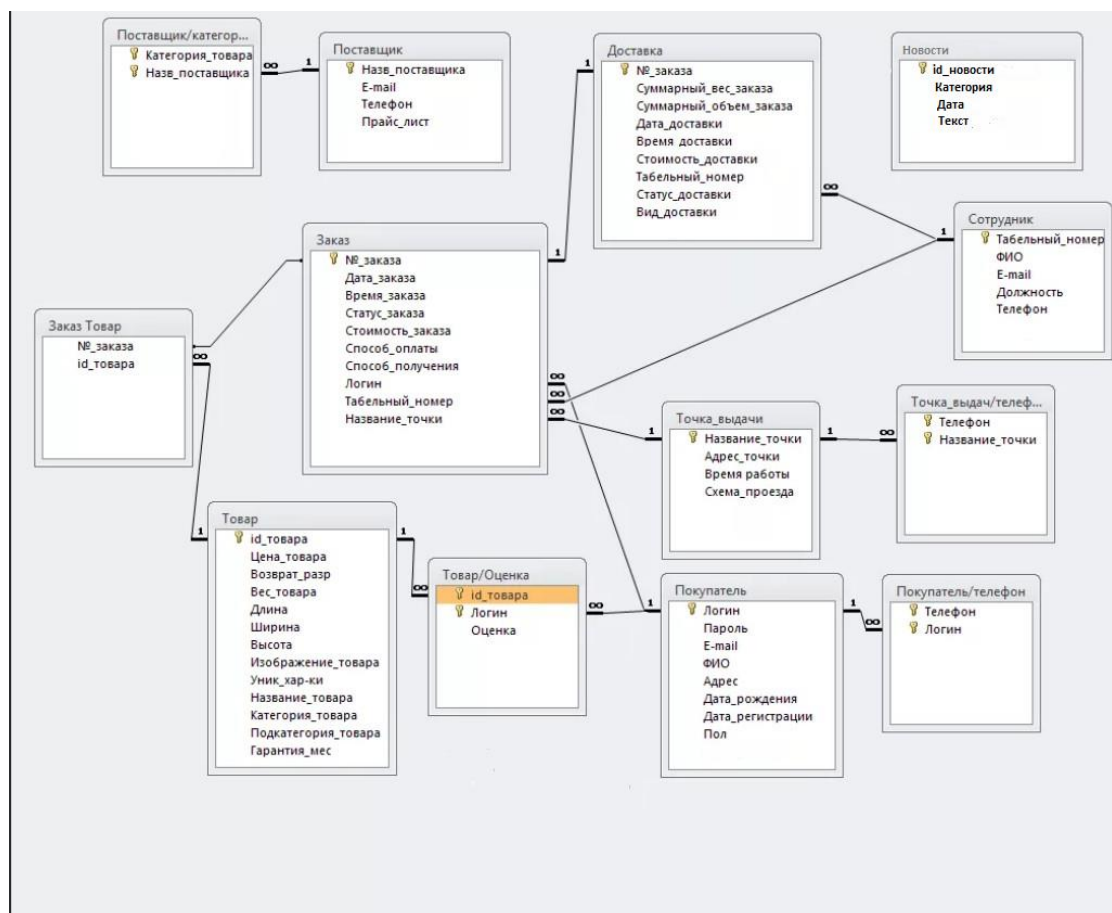 Поставщик/категор...
Категория_товара
Назв_поставщика
Поставщик
Назв_поставщика
E-mail
Телефон
Прайс_лист
Доставка
№_заказа
Суммарный_вес_заказа
Суммарный_объем_заказа
Дата_доставки
Время доставки
Стоимость_доставки
Табельный_номер
Статус_доставки
Вид_доставки
Новости
id_новости
Категория
Дата
Текст
Сотрудник
Табельный_номер
ФИО
E-mail
Должность
Телефон
Заказ
№_заказа
Дата_заказа
Время_заказа
Статус_заказа
Стоимость_заказа
Способ_оплаты
Способ_получения
Логин
Табельный_номер
Название_точки
Заказ Товар
№_заказа
id_товара
Точка_выдачи
Название_точки
Адрес_точки
Время работы
Схема_проезда
Точка_выдач/телеф...
Телефон
Название_точки
Товар
id_товара
Цена_товара
Возврат_разр
Вес_товара
Длина
Ширина
Высота
Изображение_товара
Уник_хар-ки
Название_товара
Категория_товара
Подкатегория_товара
Гарантия_мес
Товар/Оценка
id_товара
Логин
Оценка
Покупатель
Логин
Пароль
E-mail
ФИО
Адрес
Дата_рождения
Дата_регистрации
Пол
Покупатель/телефон
Телефон
Логин